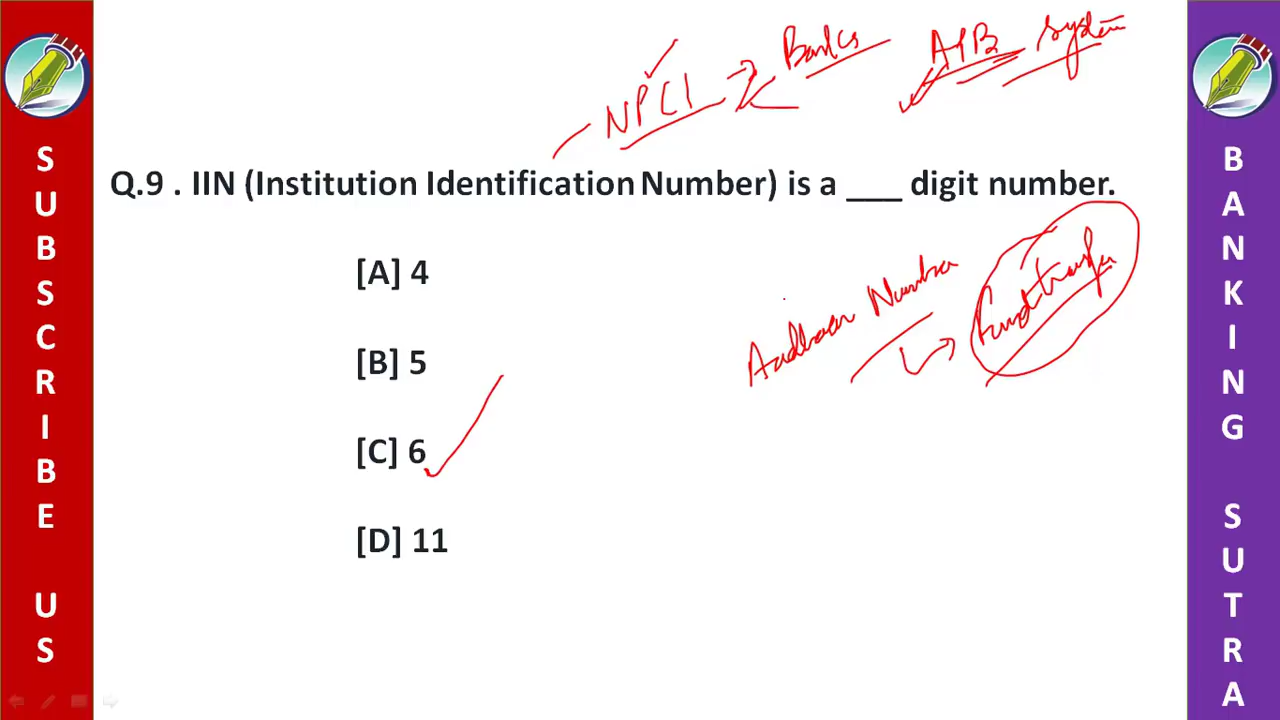 NPCI Banks APB System
Q.9 . IIN (Institution Identification Number) is a ___ digit number.
[A] 4
Aadhaar Number Fund transfer
[B] 5
[C] 6
[D] 11
SUBSCRIBE US
BANKING SUTRA